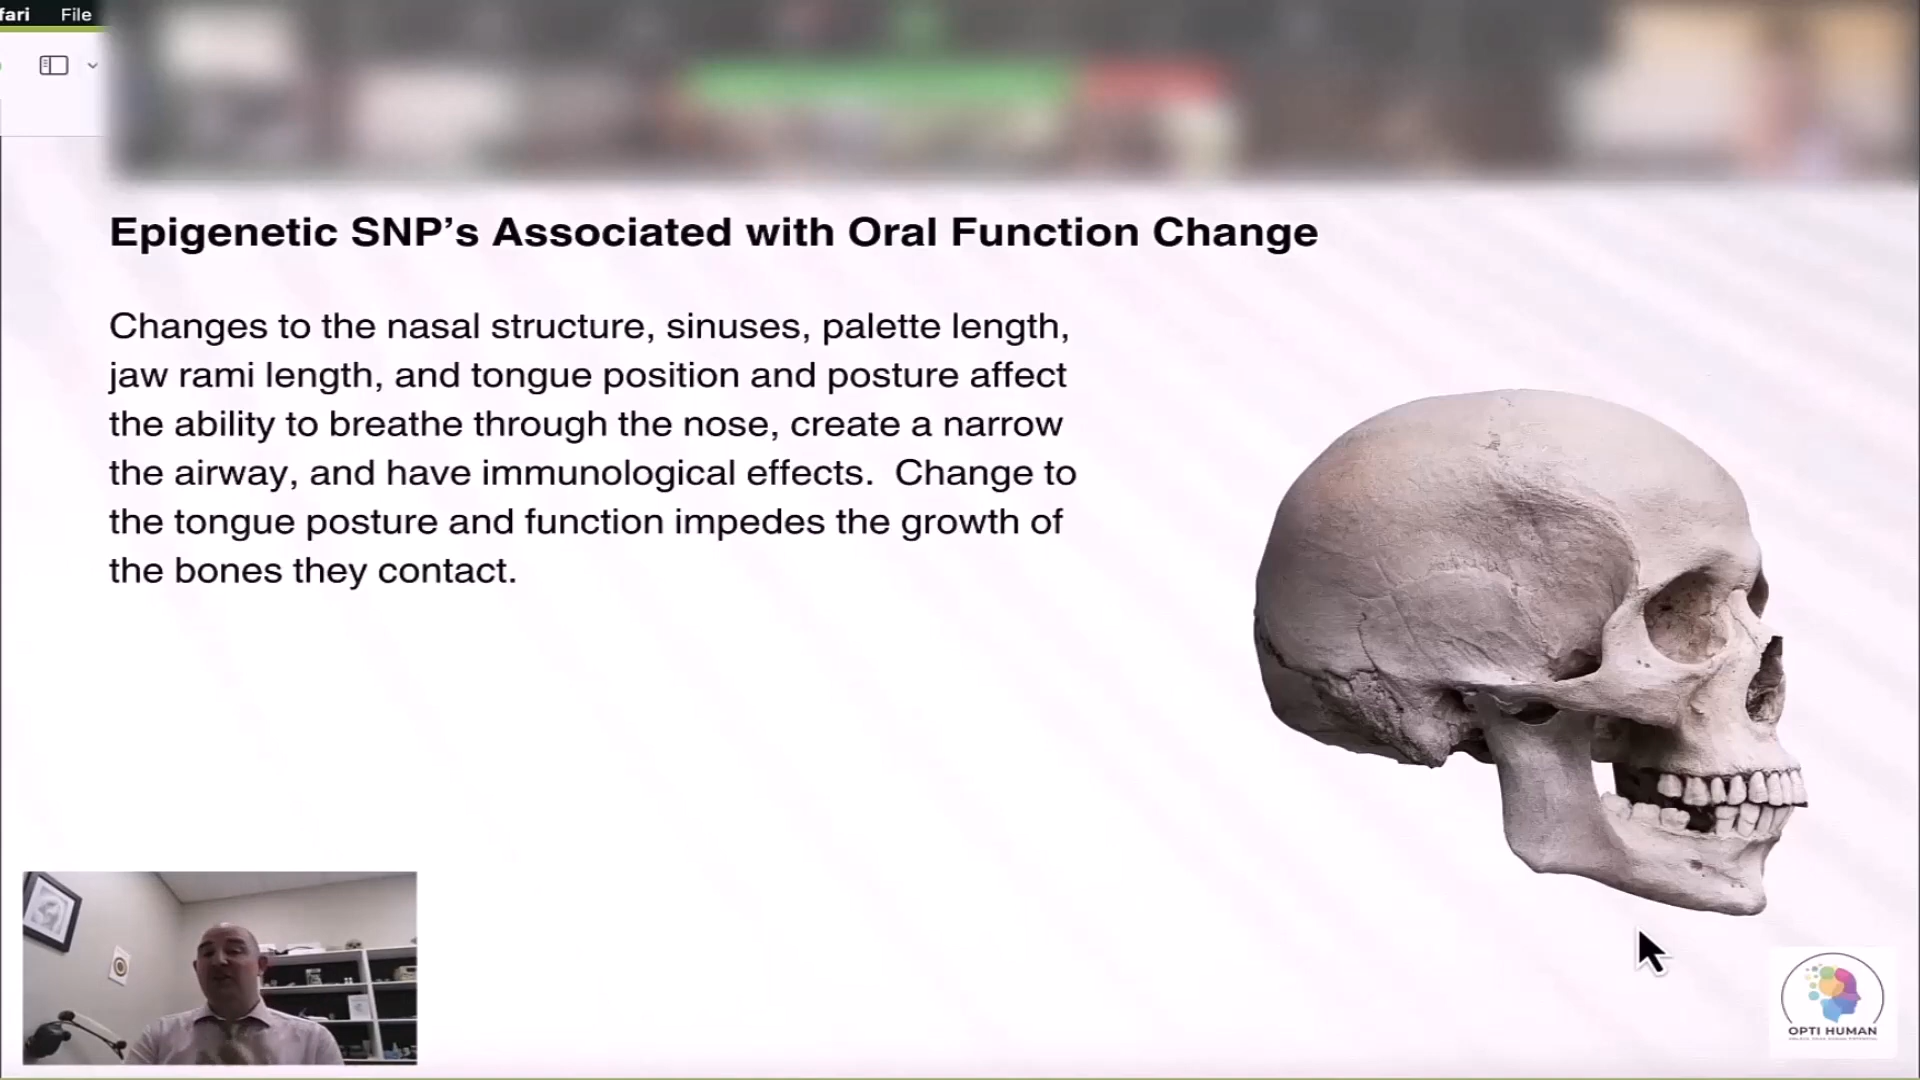 fari File
Epigenetic SNP’s Associated with Oral Function Change
Changes to the nasal structure, sinuses, palette length,
jaw rami length, and tongue position and posture affect
the ability to breathe through the nose, create a narrow
the airway, and have immunological effects.  Change to
the tongue posture and function impedes the growth of
the bones they contact.
OPTI HUMAN